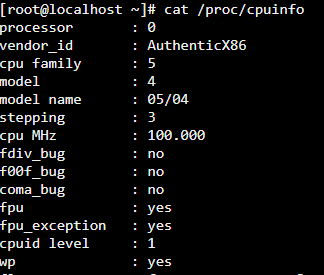 [root@localhost ~]# cat /proc/cpuinfo
processor : 0
vendor_id : AuthenticX86
cpu family : 5
model : 4
model name : 05/04
stepping : 3
cpu MHz : 100.000
fdiv_bug : no
f00f_bug : no
coma_bug : no
fpu : yes
fpu_exception : yes
cpuid level : 1
wp : yes